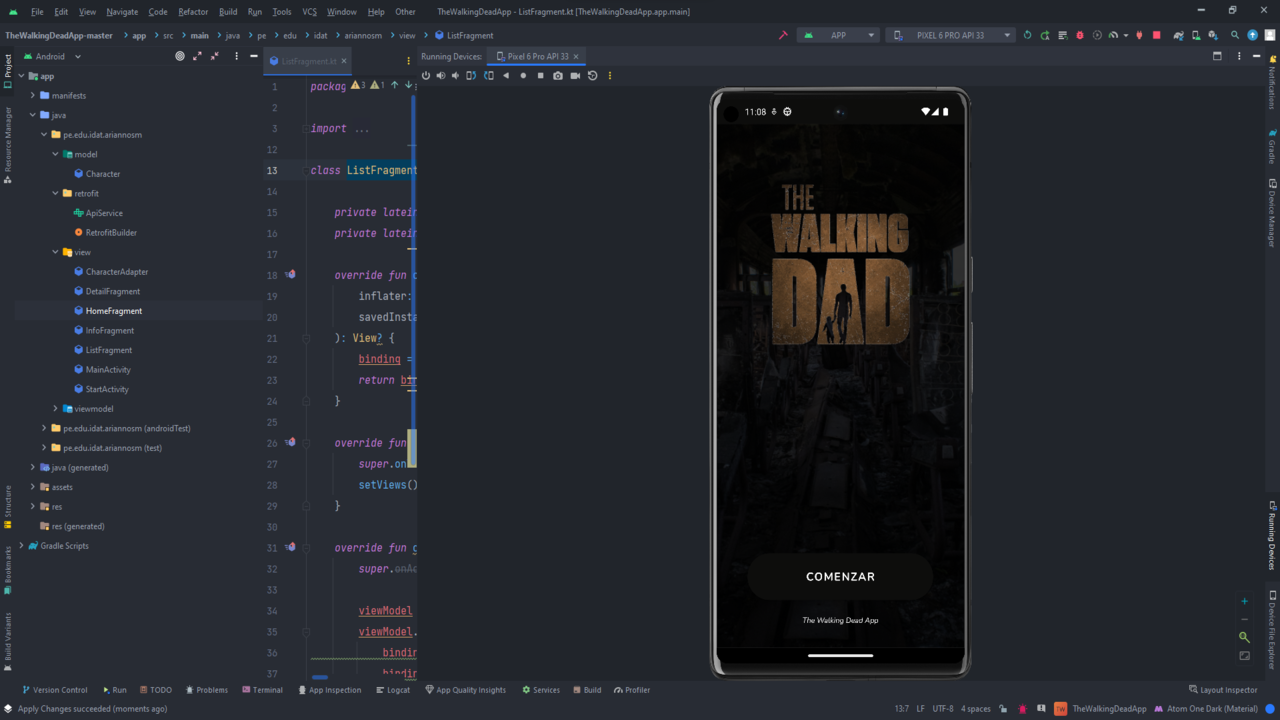 File Edit View Navigate Code Refactor Build Run Tools VCS Window Help Other TheWalkingDeadApp - ListFragment.kt [TheWalkingDeadApp.app.main]
TheWalkingDeadApp-master app src main java pe edu idat ariannosm view ListFragment APP PIXEL 6 PRO API 33
Project
Resource Manager
Structure
Bookmarks
Build Variants
Android
app
manifests
java
pe.edu.idat.ariannosm
model
Character
retrofit
ApiService
RetrofitBuilder
view
CharacterAdapter
DetailFragment
HomeFragment
InfoFragment
ListFragment
MainActivity
StartActivity
viewmodel
pe.edu.idat.ariannosm (androidTest)
pe.edu.idat.ariannosm (test)
java (generated)
assets
res
res (generated)
Gradle Scripts
ListFragment.kt
3 1
1 packag
2
3 import ...
12
13 class ListFragment
14
15 private latein
16 private latein
17
18 override fun o
19 inflater:
20 savedInsta
21 ): View? {
22 binding =
23 return bin
24 }
25
26 override fun
27 super.on
28 setViews()
29 }
30
31 override fun g
32 super.onAc
33
34 viewModel
35 viewModel.
36 bindin
37 bindin
Running Devices: Pixel 6 Pro API 33
11:08
THE
WALKING
DAD
COMENZAR
The Walking Dead App
Notifications
Gradle
Device Manager
Running Devices
Device File Explorer
Version Control Run TODO Problems Terminal App Inspection Logcat App Quality Insights Services Build Profiler Layout Inspector
Apply Changes succeeded (moments ago) 13:7 LF UTF-8 4 spaces TW TheWalkingDeadApp Atom One Dark (Material)